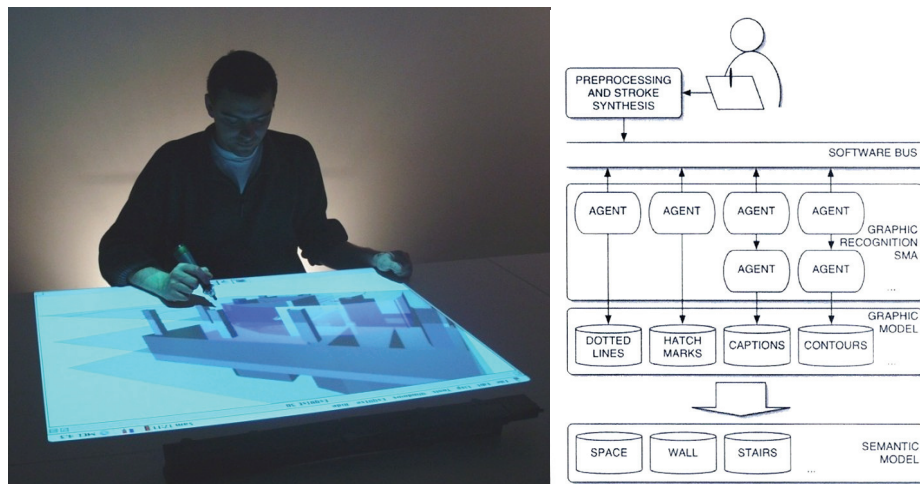 PREPROCESSING
AND STROKE
SYNTHESIS
SOFTWARE BUS
AGENT
AGENT
AGENT
AGENT
GRAPHIC
RECOGNITION
SMA
AGENT
AGENT
...
GRAPHIC
MODEL
DOTTED
LINES
HATCH
MARKS
CAPTIONS
CONTOURS
...
SPACE
WALL
STAIRS
...
SEMANTIC
MODEL